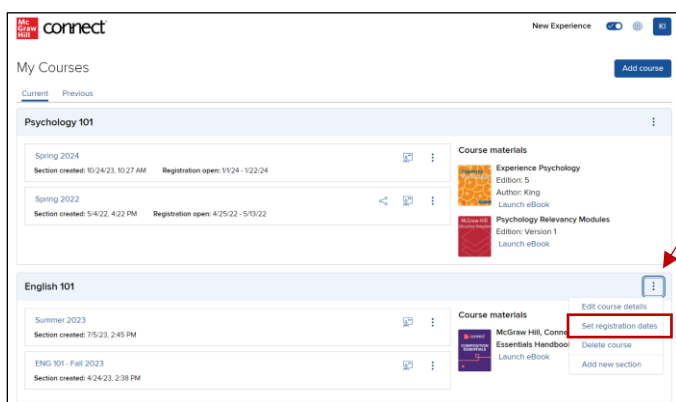 Mc
Graw
Hill
connect
New Experience
KI
My Courses
Add course
Current Previous
Psychology 101
Spring 2024
Section created: 10/24/23, 10:27 AM Registration open: 1/1/24 - 1/22/24
Spring 2022
Section created: 5/4/22, 4:22 PM Registration open: 4/25/22 - 5/13/22
Course materials
Experience Psychology
Edition: 5
Author: King
Launch eBook
Psychology Relevancy Modules
Edition: Version 1
Launch eBook
English 101
Summer 2023
Section created: 7/5/23, 2:45 PM
ENG 101 - Fall 2023
Section created: 4/24/23, 2:38 PM
Course materials
McGraw Hill, Conne
Essentials Handboo
Launch eBook
Edit course details
Set registration dates
Delete course
Add new section